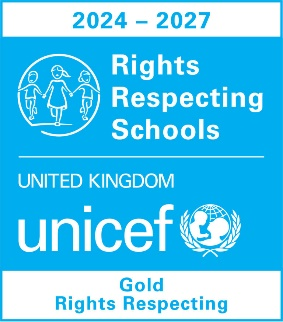 2024 – 2027
Rights
Respecting
Schools
UNITED KINGDOM
unicef
Gold
Rights Respecting